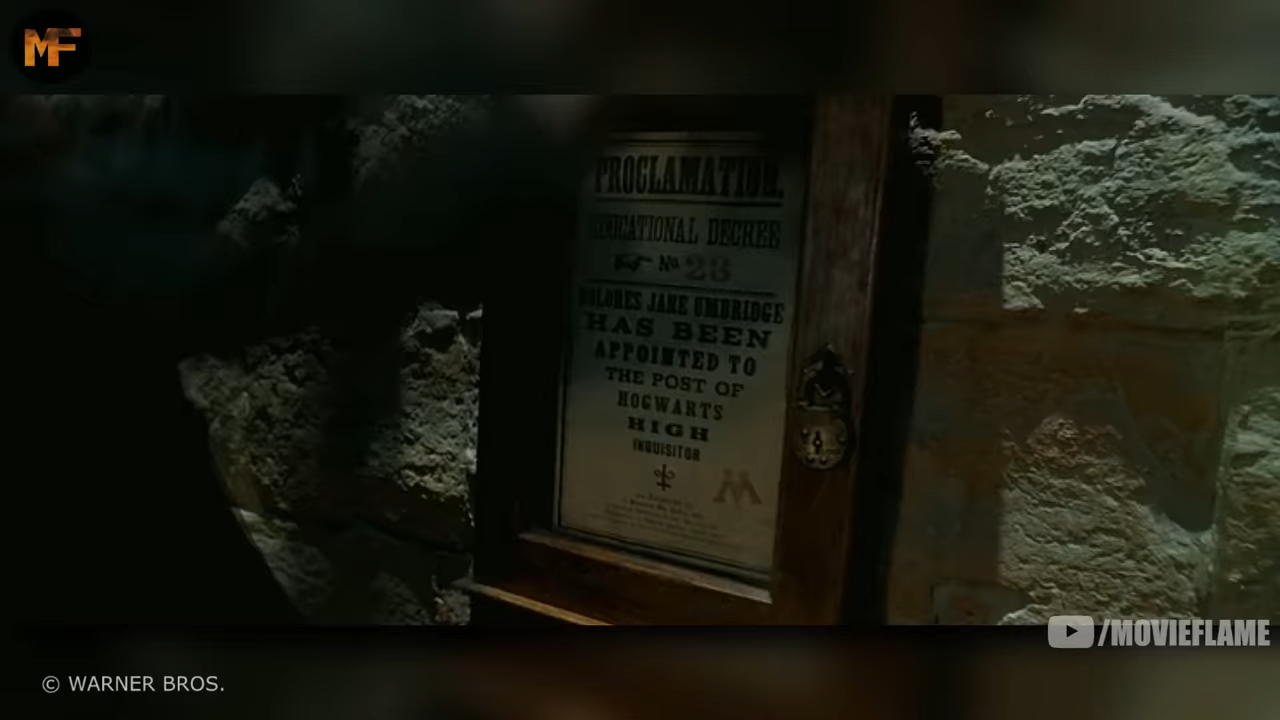 MF
PROCLAMATION.
EDUCATIONAL DECREE
No. 23
DOLORES JANE UMBRIDGE
HAS BEEN
APPOINTED TO
THE POST OF
HOGWARTS
HIGH
INQUISITOR
M
/MOVIEFLAME
© WARNER BROS.